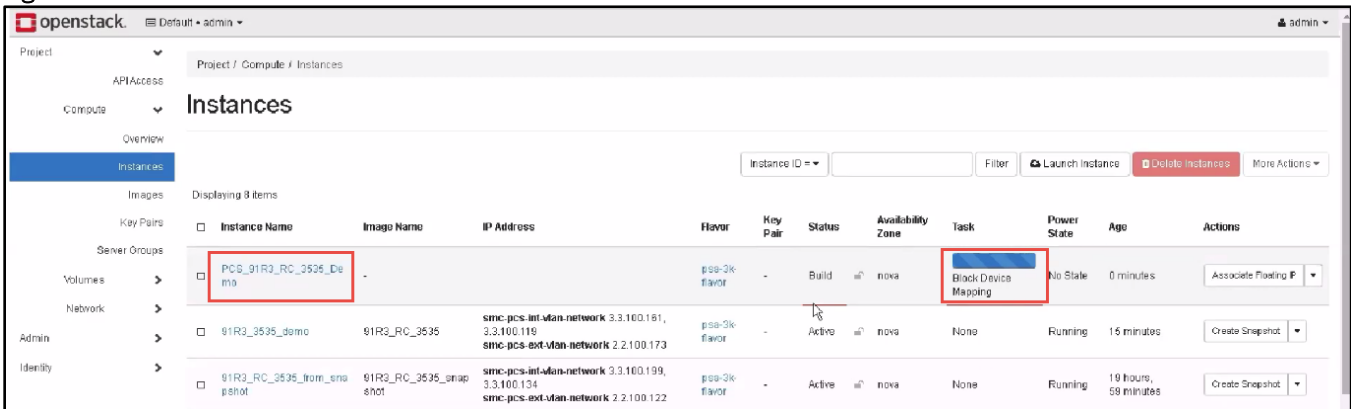 openstack. Default • admin admin
Project
API Access
Compute
Overview
Instances
Images
Key Pairs
Server Groups
Volumes
Network
Admin
Identity
Project / Compute / Instances
Instances
Instance ID = Filter Launch Instance Delete Instances More Actions
Displaying 8 items
Instance Name Image Name IP Address Flavor Key Pair Status Availability Zone Task Power State Age Actions
PCS_91R3_RC_3535_De
mo
-
psa-3k-
flavor
- Build nova
Block Device
Mapping
No State 0 minutes Associate Floating IP
91R3_3535_demo 91R3_RC_3535
smc-pcs-int-vlan-network 3.3.100.161,
3.3.100.119
smc-pcs-ext-vlan-network 2.2.100.173
psa-3k-
flavor
- Active nova None Running 15 minutes Create Snapshot
91R3_RC_3535_from_sna
pshot
91R3_RC_3535_snap
shot
smc-pcs-int-vlan-network 3.3.100.199,
3.3.100.134
smc-pcs-ext-vlan-network 2.2.100.122
psa-3k-
flavor
- Active nova None Running
19 hours,
59 minutes
Create Snapshot